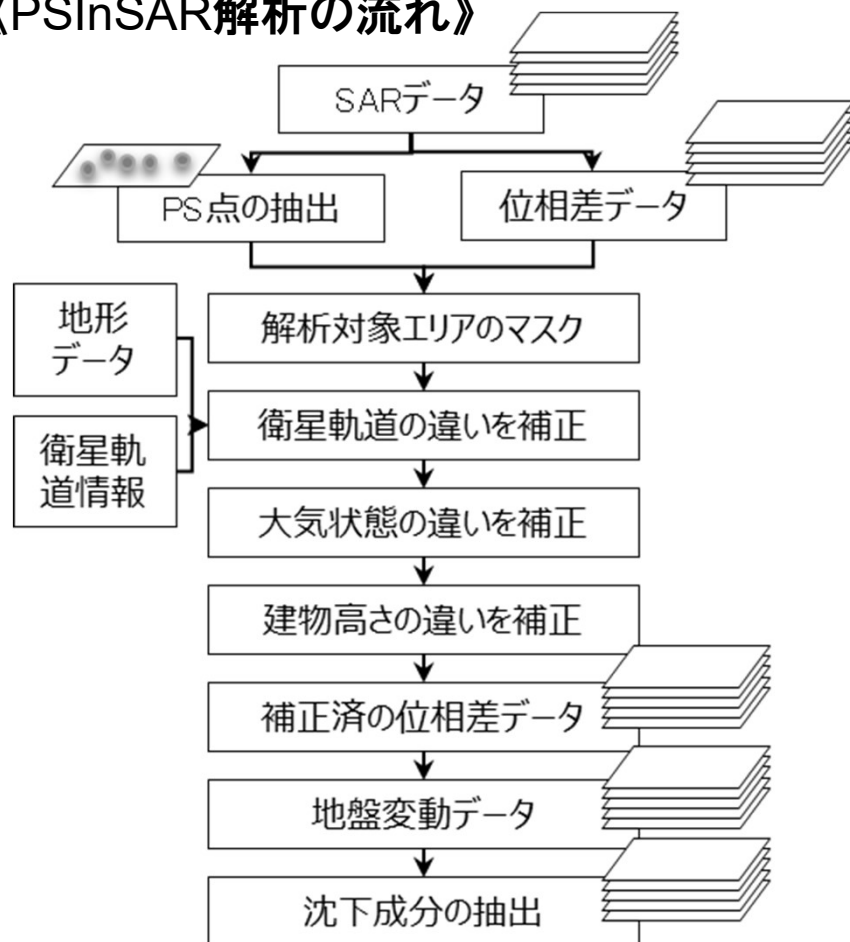 《PSInSAR解析の流れ》
SARデータ
PS点の抽出
位相差データ
地形
データ
解析対象エリアのマスク
衛星軌道の違いを補正
衛星軌
道情報
大気状態の違いを補正
建物高さの違いを補正
補正済の位相差データ
地盤変動データ
沈下成分の抽出